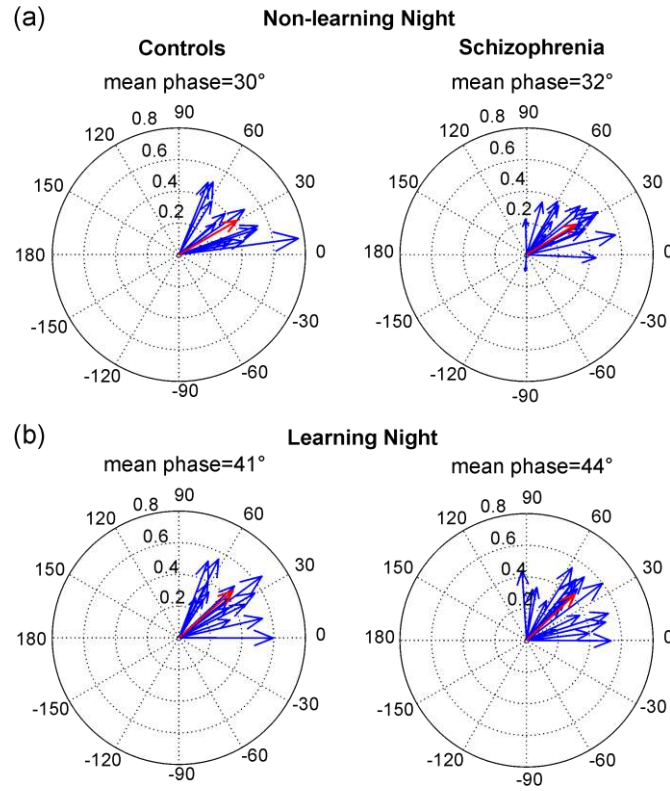 (a)
Non-learning Night
Controls
Schizophrenia
mean phase=30°
mean phase=32°
0.8 90
120 60
0.6
150 0.4 30
0.2
180 0
-150 -30
-120 -60
-90
0.8 90
120 60
0.6
150 0.4 30
0.2
180 0
-150 -30
-120 -60
-90
(b)
Learning Night
mean phase=41°
mean phase=44°
0.8 90
120 60
0.6
150 0.4 30
0.2
180 0
-150 -30
-120 -60
-90
0.8 90
120 60
0.6
150 0.4 30
0.2
180 0
-150 -30
-120 -60
-90